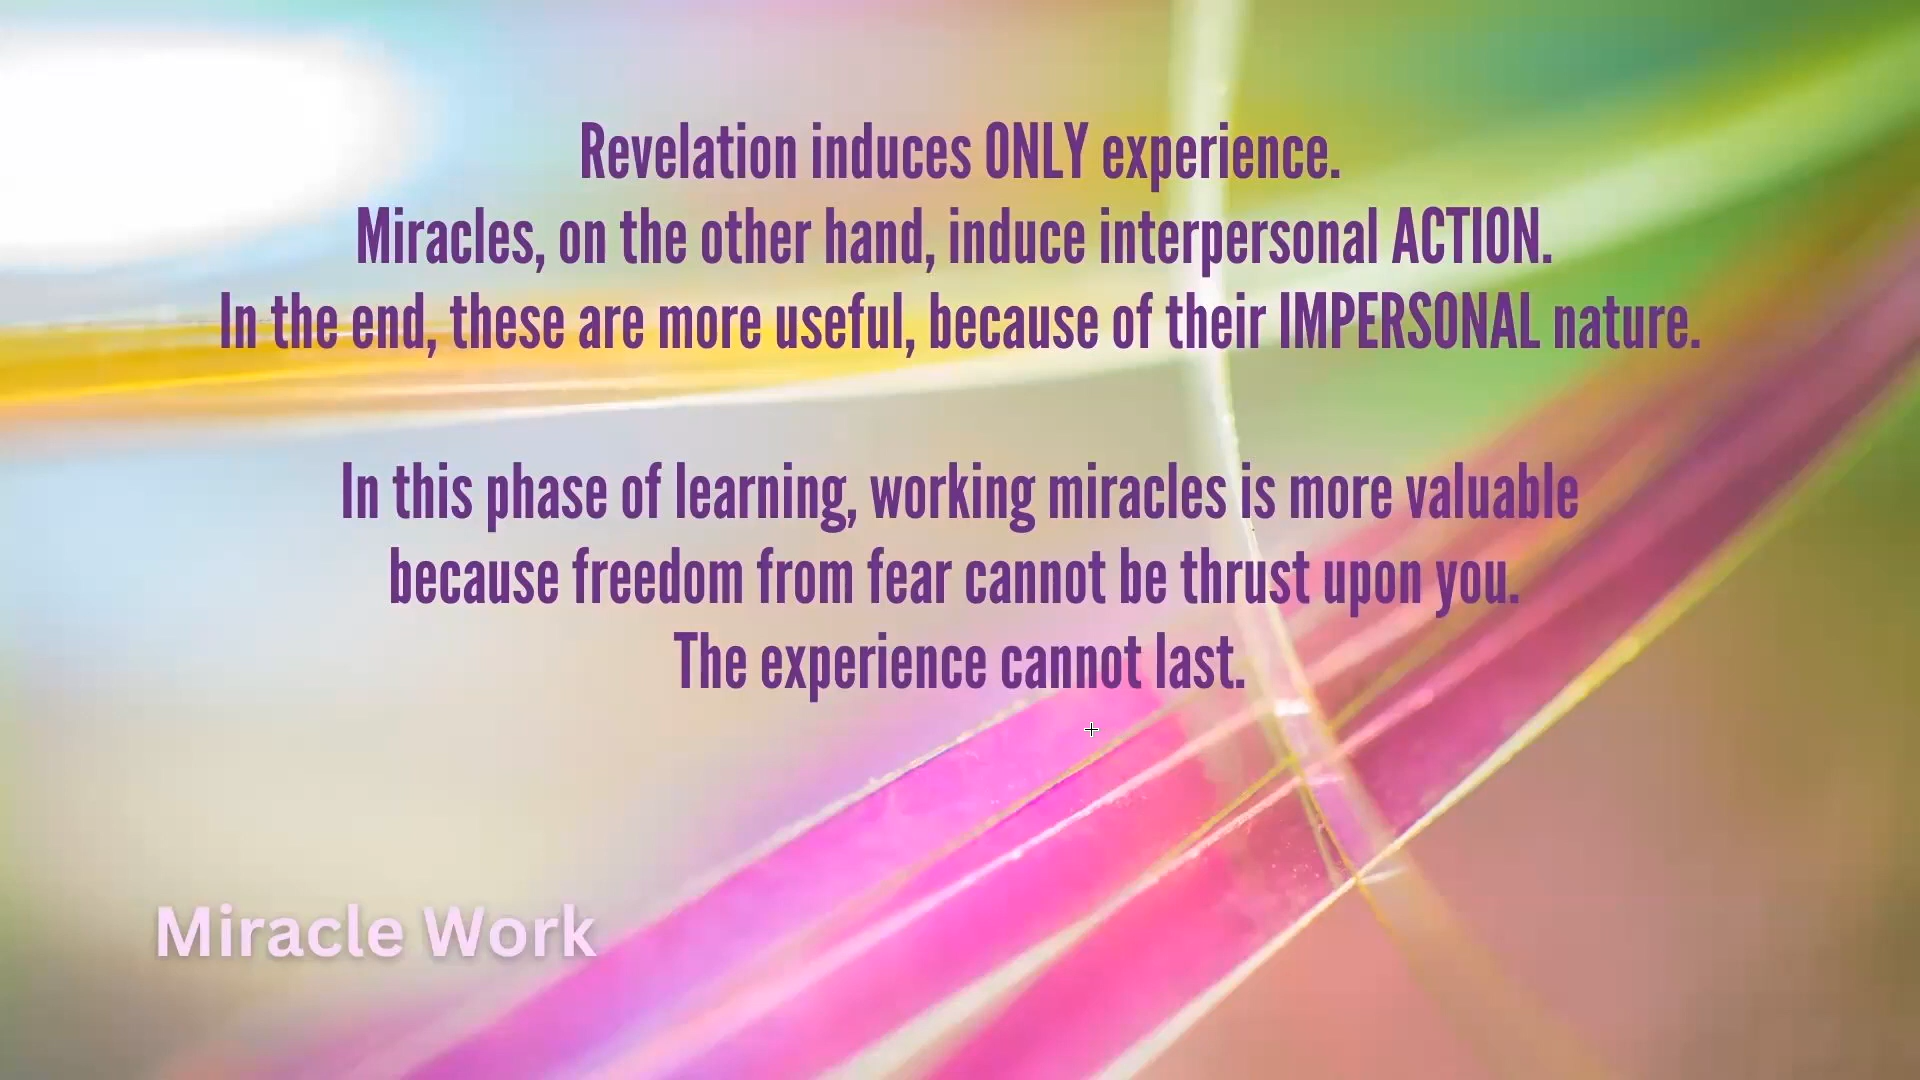 Revelation induces ONLY experience.
Miracles, on the other hand, induce interpersonal ACTION.
In the end, these are more useful, because of their IMPERSONAL nature.
In this phase of learning, working miracles is more valuable
because freedom from fear cannot be thrust upon you.
The experience cannot last.
Miracle Work